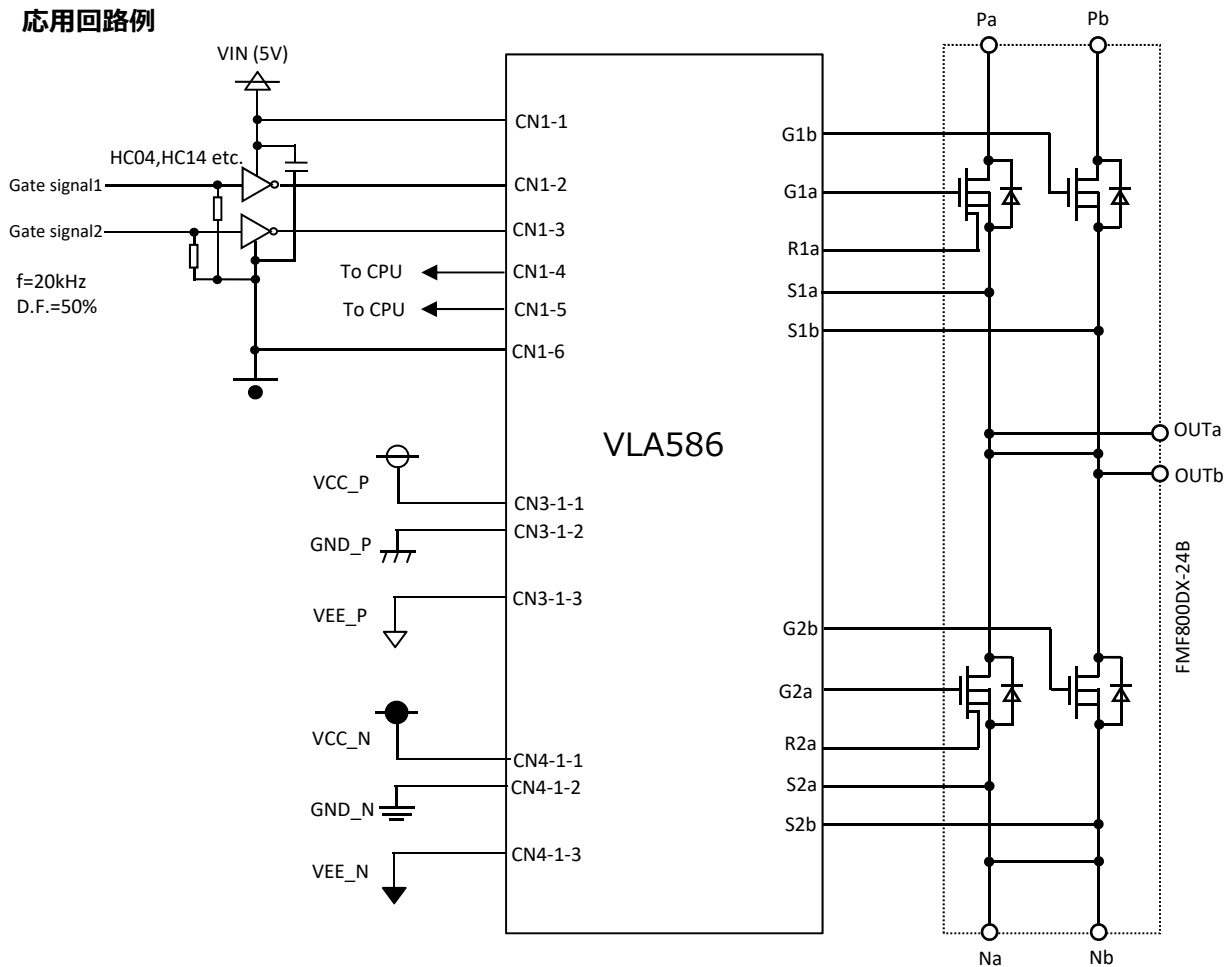 応用回路例
VIN (5V)
HC04,HC14 etc.
Gate signal1
Gate signal2
f=20kHz
D.F.=50%
To CPU
To CPU
VCC_P
GND_P
VEE_P
VCC_N
GND_N
VEE_N
CN1-1
CN1-2
CN1-3
CN1-4
CN1-5
CN1-6
CN3-1-1
CN3-1-2
CN3-1-3
CN4-1-1
CN4-1-2
CN4-1-3
VLA586
G1b
G1a
R1a
S1a
S1b
G2b
G2a
R2a
S2a
S2b
Pa
Pb
OUTa
OUTb
FMF800DX-24B
Na
Nb